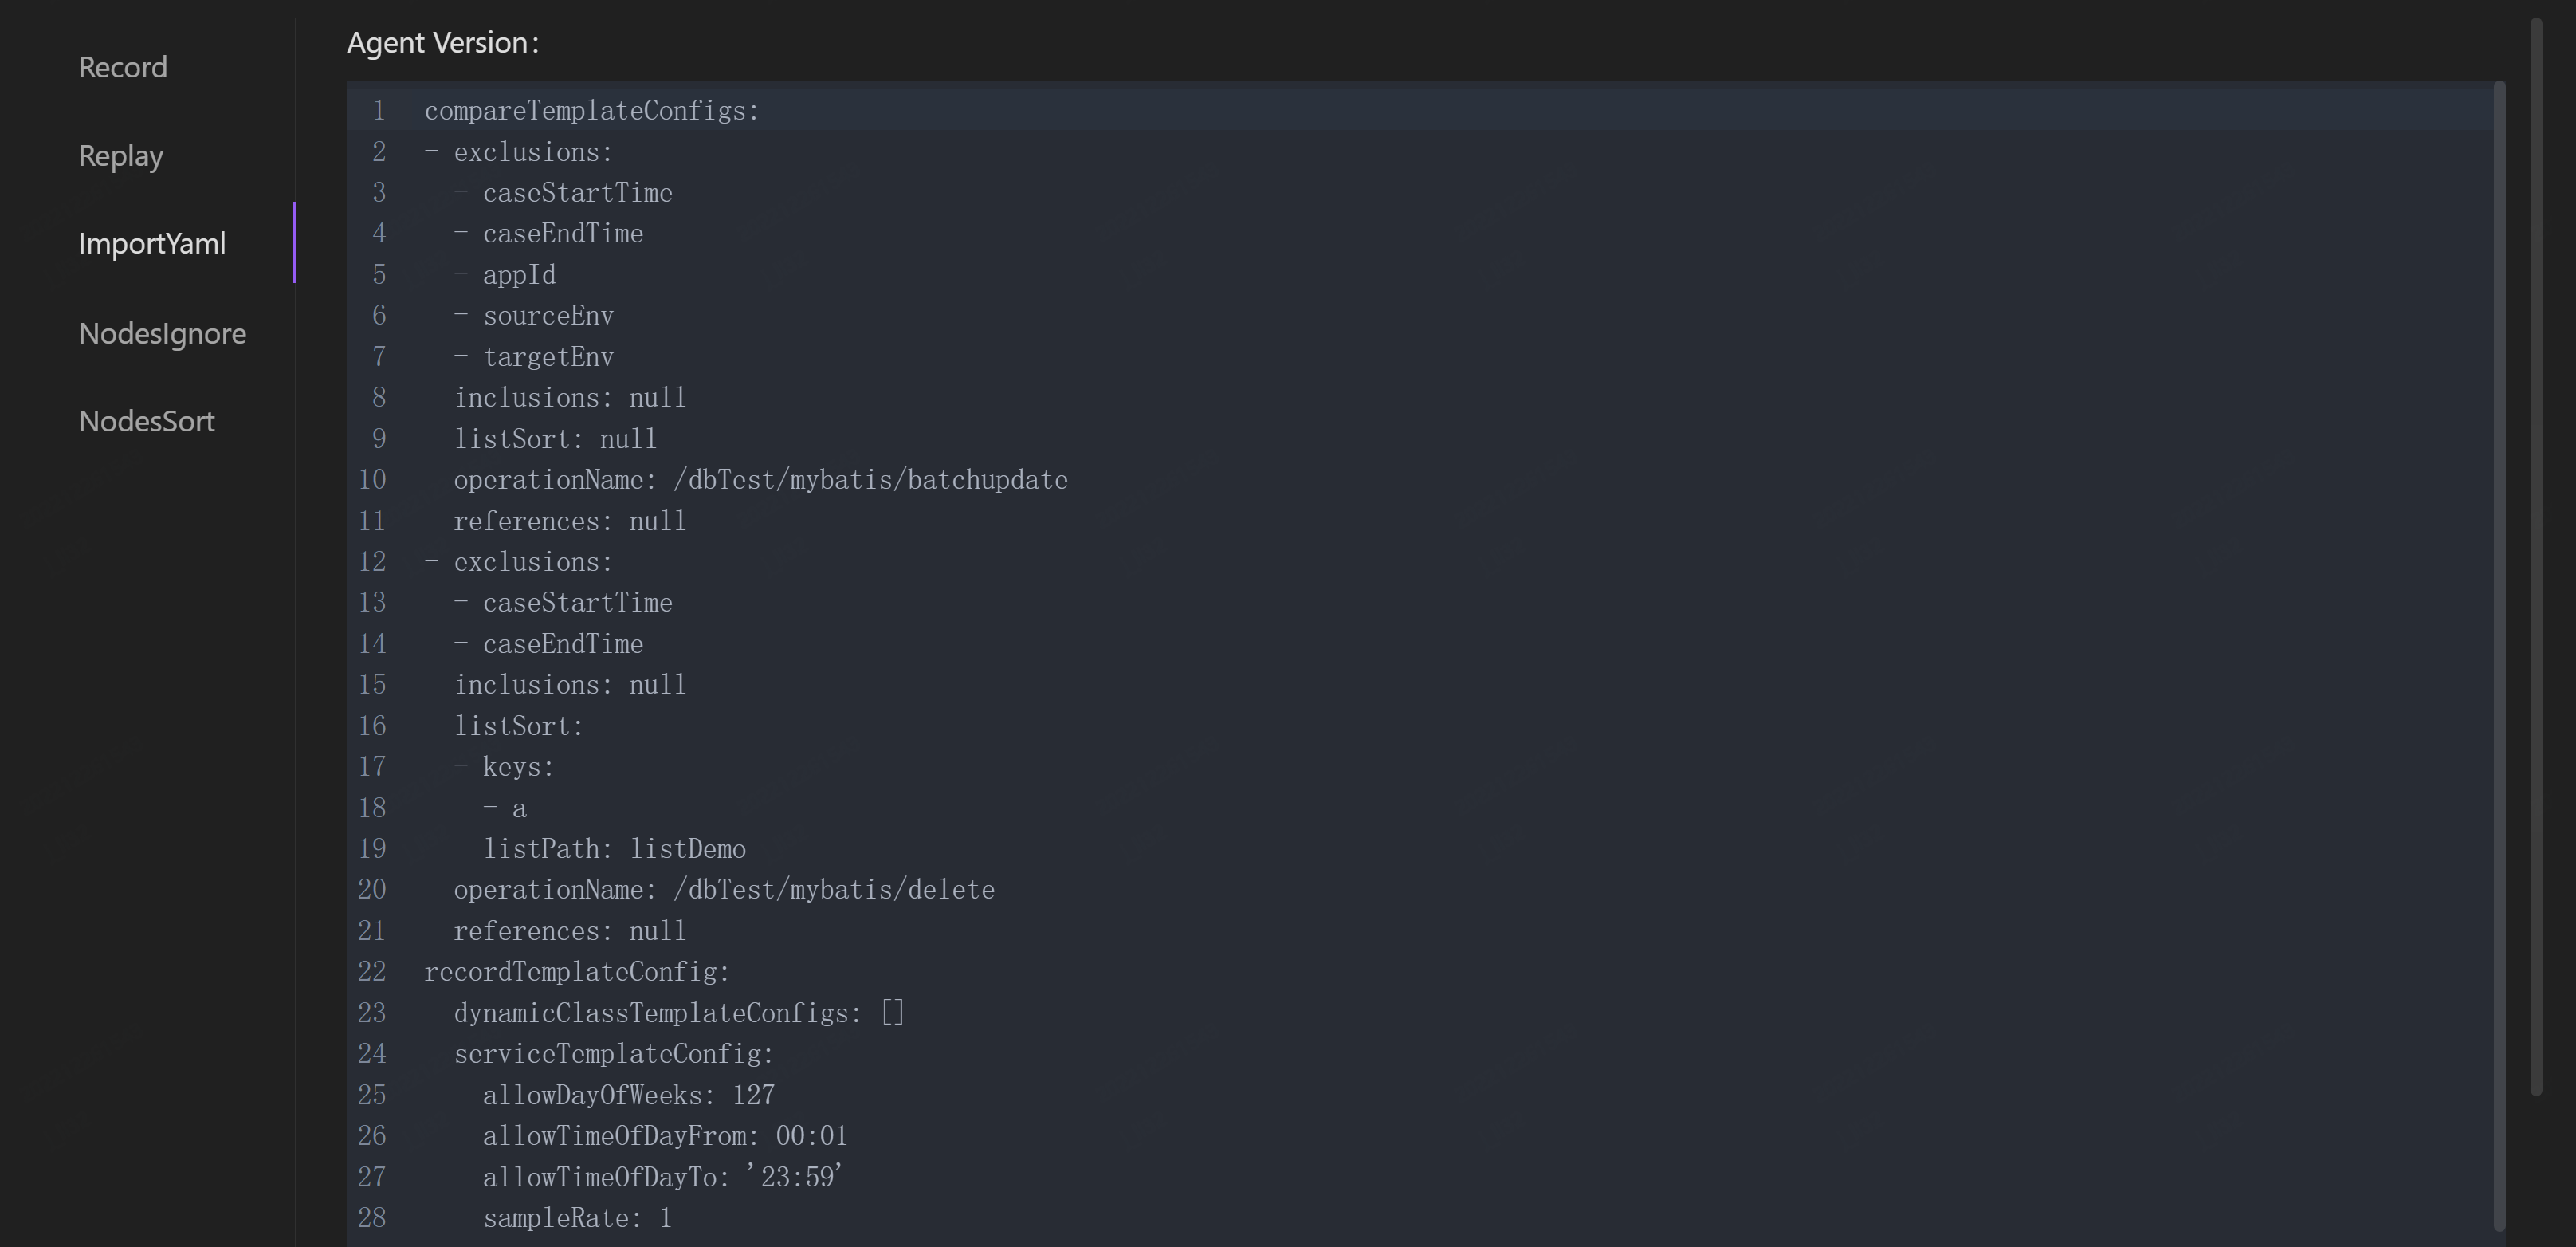 Record
Replay
ImportYaml
NodesIgnore
NodesSort
Agent Version:
1 compareTemplateConfigs:
2 - exclusions:
3   - caseStartTime
4   - caseEndTime
5   - appId
6   - sourceEnv
7   - targetEnv
8   inclusions: null
9   listSort: null
10   operationName: /dbTest/mybatis/batchupdate
11   references: null
12 - exclusions:
13   - caseStartTime
14   - caseEndTime
15   inclusions: null
16   listSort:
17   - keys:
18     - a
19     listPath: listDemo
20   operationName: /dbTest/mybatis/delete
21   references: null
22 recordTemplateConfig:
23   dynamicClassTemplateConfigs: []
24   serviceTemplateConfig:
25     allowDayOfWeeks: 127
26     allowTimeOfDayFrom: 00:01
27     allowTimeOfDayTo: '23:59'
28     sampleRate: 1